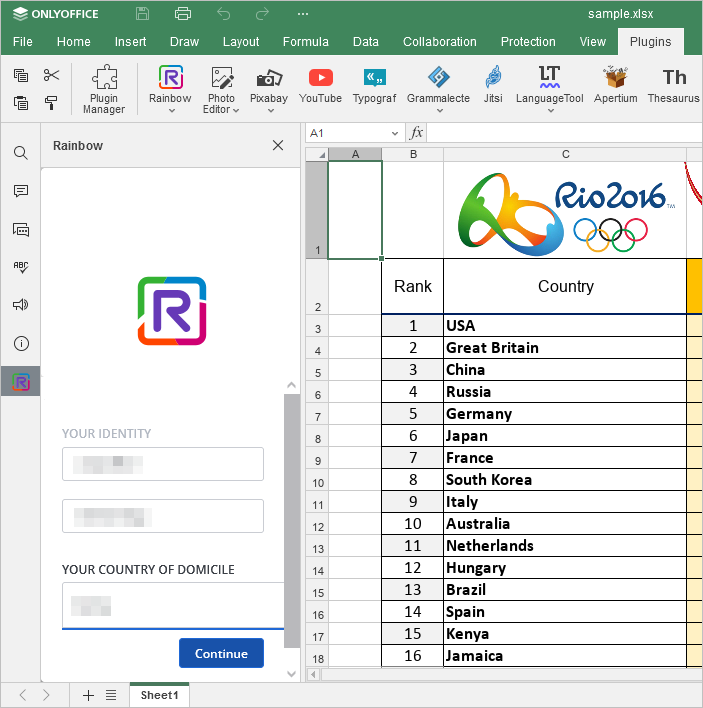 ONLYOFFICE
sample.xlsx
File Home Insert Draw Layout Formula Data Collaboration Protection View Plugins
Plugin Manager
Rainbow
Photo Editor
Pixabay
YouTube
Typograf
Grammalecte
Jitsi
LT
LanguageTool
Apertium
Th
Thesaurus
Rainbow
A1
fx
A B C
ABC
R
R
YOUR IDENTITY
YOUR COUNTRY OF DOMICILE
Continue
1 Rio2016 TM
2 Rank Country
3 1 USA
4 2 Great Britain
5 3 China
6 4 Russia
7 5 Germany
8 6 Japan
9 7 France
10 8 South Korea
11 9 Italy
12 10 Australia
13 11 Netherlands
14 12 Hungary
15 13 Brazil
16 14 Spain
17 15 Kenya
18 16 Jamaica
Sheet1